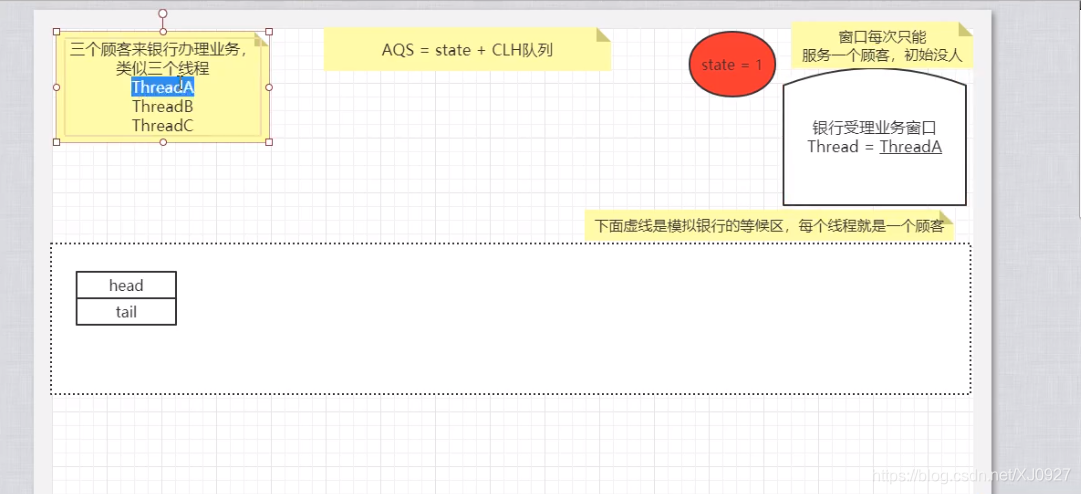 三个顾客来银行办理业务，
类似三个线程
ThreadA
ThreadB
ThreadC
AQS = state + CLH队列
state = 1
窗口每次只能
服务一个顾客，初始没人
银行受理业务窗口
Thread = ThreadA
下面虚线是模拟银行的等候区，每个线程就是一个顾客
head
tail
https://blog.csdn.net/XJ0927